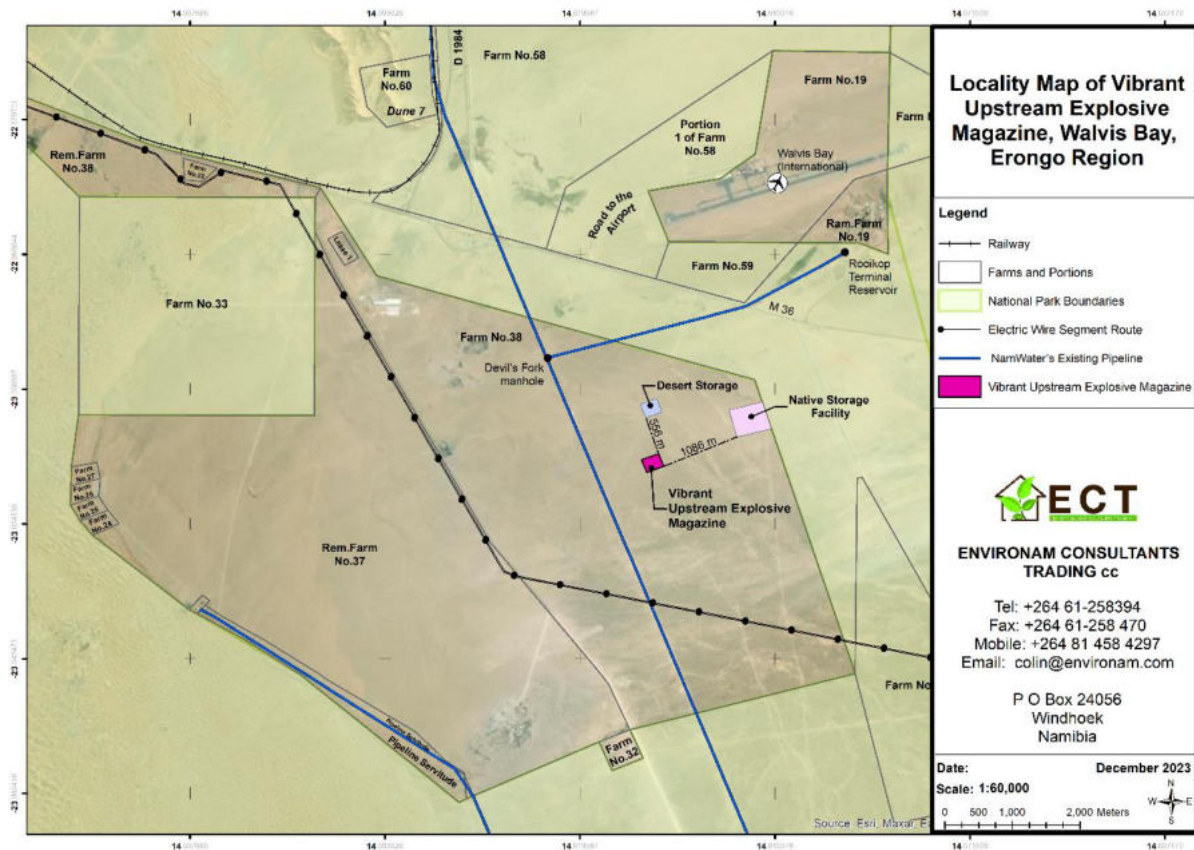 D 1984
Farm No.58
Farm
No.60
Dune 7
Farm No.19
Portion
1 of Farm
No.58
Walvis Bay
(International)
Rem.Farm
No.38
Road to the
Airport
Ram.Farm
No.19
Lease 1
Rooikop
Terminal
Reservoir
Farm No.59
Farm No.33
M 36
Farm No.38
Devil's Fork
manhole
Desert Storage
Native Storage
Facility
556 m
1086 m
Vibrant
Upstream Explosive
Magazine
Farm
No.27
Rem.Farm
No.37
Farm No
Pipeline Servitude
Farm
No.32
Source: Esri, Maxar, E
Locality Map of Vibrant
Upstream Explosive
Magazine, Walvis Bay,
Erongo Region
Legend
Railway
Farms and Portions
National Park Boundaries
Electric Wire Segment Route
NamWater's Existing Pipeline
Vibrant Upstream Explosive Magazine
ECT
ENVIRONAM CONSULTANTS
TRADING cc
Tel: +264 61-258394
Fax: +264 61-258 470
Mobile: +264 81 458 4297
Email: colin@environam.com
P O Box 24056
Windhoek
Namibia
Date: December 2023
Scale: 1:60,000
0 500 1,000 2,000 Meters
N
W E
S